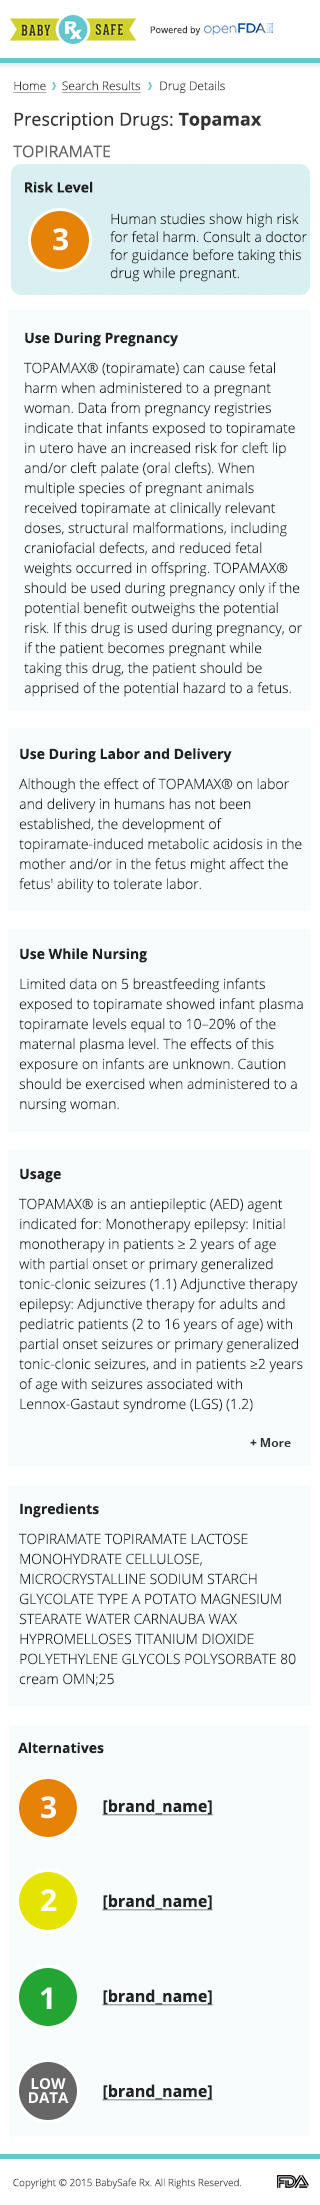 BABY Rx SAFE Powered by openFDA
Home › Search Results › Drug Details
Prescription Drugs: Topamax
TOPIRAMATE
Risk Level
3
Human studies show high risk
for fetal harm. Consult a doctor
for guidance before taking this
drug while pregnant.
Use During Pregnancy
TOPAMAX® (topiramate) can cause fetal
harm when administered to a pregnant
woman. Data from pregnancy registries
indicate that infants exposed to topiramate
in utero have an increased risk for cleft lip
and/or cleft palate (oral clefts). When
multiple species of pregnant animals
received topiramate at clinically relevant
doses, structural malformations, including
craniofacial defects, and reduced fetal
weights occurred in offspring. TOPAMAX®
should be used during pregnancy only if the
potential benefit outweighs the potential
risk. If this drug is used during pregnancy, or
if the patient becomes pregnant while
taking this drug, the patient should be
apprised of the potential hazard to a fetus.
Use During Labor and Delivery
Although the effect of TOPAMAX® on labor
and delivery in humans has not been
established, the development of
topiramate-induced metabolic acidosis in the
mother and/or in the fetus might affect the
fetus' ability to tolerate labor.
Use While Nursing
Limited data on 5 breastfeeding infants
exposed to topiramate showed infant plasma
topiramate levels equal to 10–20% of the
maternal plasma level. The effects of this
exposure on infants are unknown. Caution
should be exercised when administered to a
nursing woman.
Usage
TOPAMAX® is an antiepileptic (AED) agent
indicated for: Monotherapy epilepsy: Initial
monotherapy in patients ≥ 2 years of age
with partial onset or primary generalized
tonic-clonic seizures (1.1) Adjunctive therapy
epilepsy: Adjunctive therapy for adults and
pediatric patients (2 to 16 years of age) with
partial onset seizures or primary generalized
tonic-clonic seizures, and in patients ≥2 years
of age with seizures associated with
Lennox-Gastaut syndrome (LGS) (1.2)
+ More
Ingredients
TOPIRAMATE TOPIRAMATE LACTOSE
MONOHYDRATE CELLULOSE,
MICROCRYSTALLINE SODIUM STARCH
GLYCOLATE TYPE A POTATO MAGNESIUM
STEARATE WATER CARNAUBA WAX
HYPROMELLOSES TITANIUM DIOXIDE
POLYETHYLENE GLYCOLS POLYSORBATE 80
cream OMN;25
Alternatives
3 [brand_name]
2 [brand_name]
1 [brand_name]
LOW
DATA
[brand_name]
Copyright © 2015 BabySafe Rx. All Rights Reserved. FDA